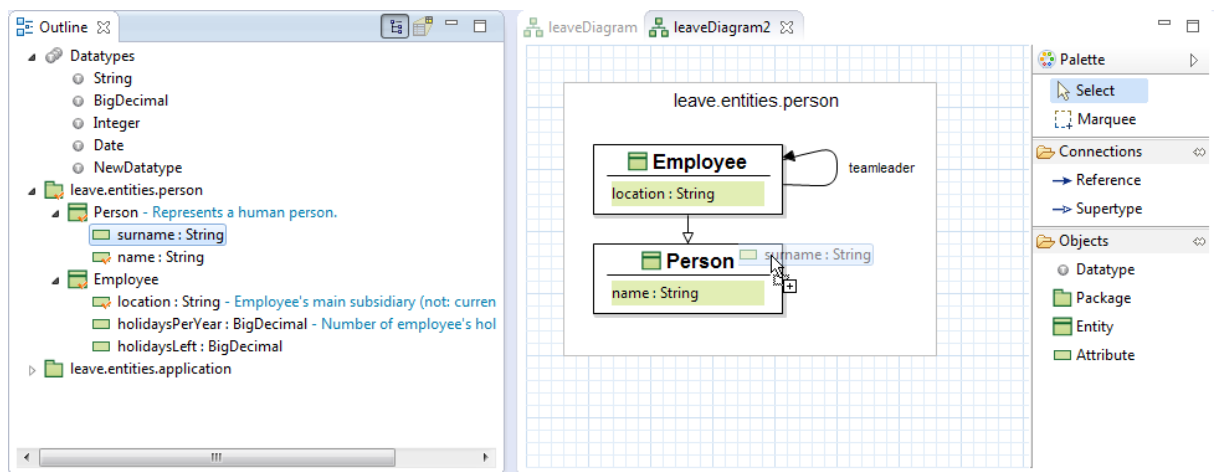 Outline
Datatypes
String
BigDecimal
Integer
Date
NewDatatype
leave.entities.person
Person - Represents a human person.
surname : String
name : String
Employee
location : String - Employee's main subsidiary (not: curren
holidaysPerYear : BigDecimal - Number of employee's hol
holidaysLeft : BigDecimal
leave.entities.application
leaveDiagram
leaveDiagram2
leave.entities.person
Employee
location : String
teamleader
Person
surname : String
name : String
Palette
Select
Marquee
Connections
Reference
Supertype
Objects
Datatype
Package
Entity
Attribute